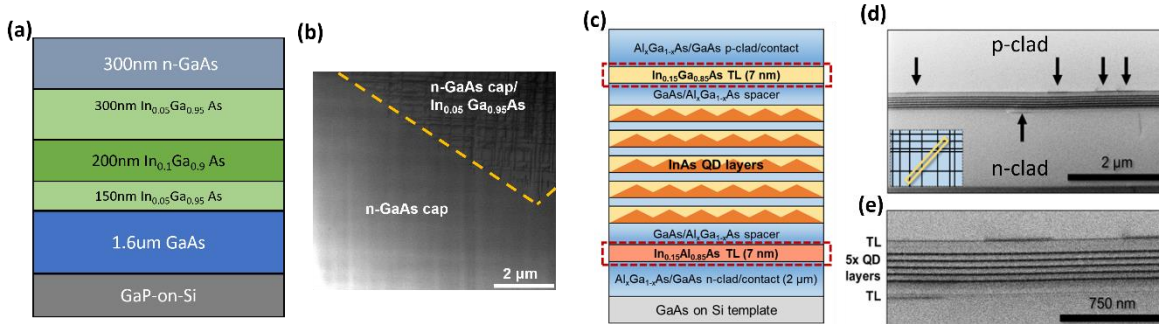 (a)
300nm n-GaAs
300nm In0.05Ga0.95 As
200nm In0.1Ga0.9 As
150nm In0.05Ga0.95 As
1.6um GaAs
GaP-on-Si
(b)
n-GaAs cap/
In0.05 Ga0.95As
n-GaAs cap
2 µm
(c)
AlxGa1-xAs/GaAs p-clad/contact
In0.15Ga0.85As TL (7 nm)
GaAs/AlxGa1-xAs spacer
InAs QD layers
GaAs/AlxGa1-xAs spacer
In0.15Al0.85As TL (7 nm)
AlxGa1-xAs/GaAs n-clad/contact (2 µm)
GaAs on Si template
(d)
p-clad
n-clad
2 µm
(e)
TL
5x QD
layers
TL
750 nm